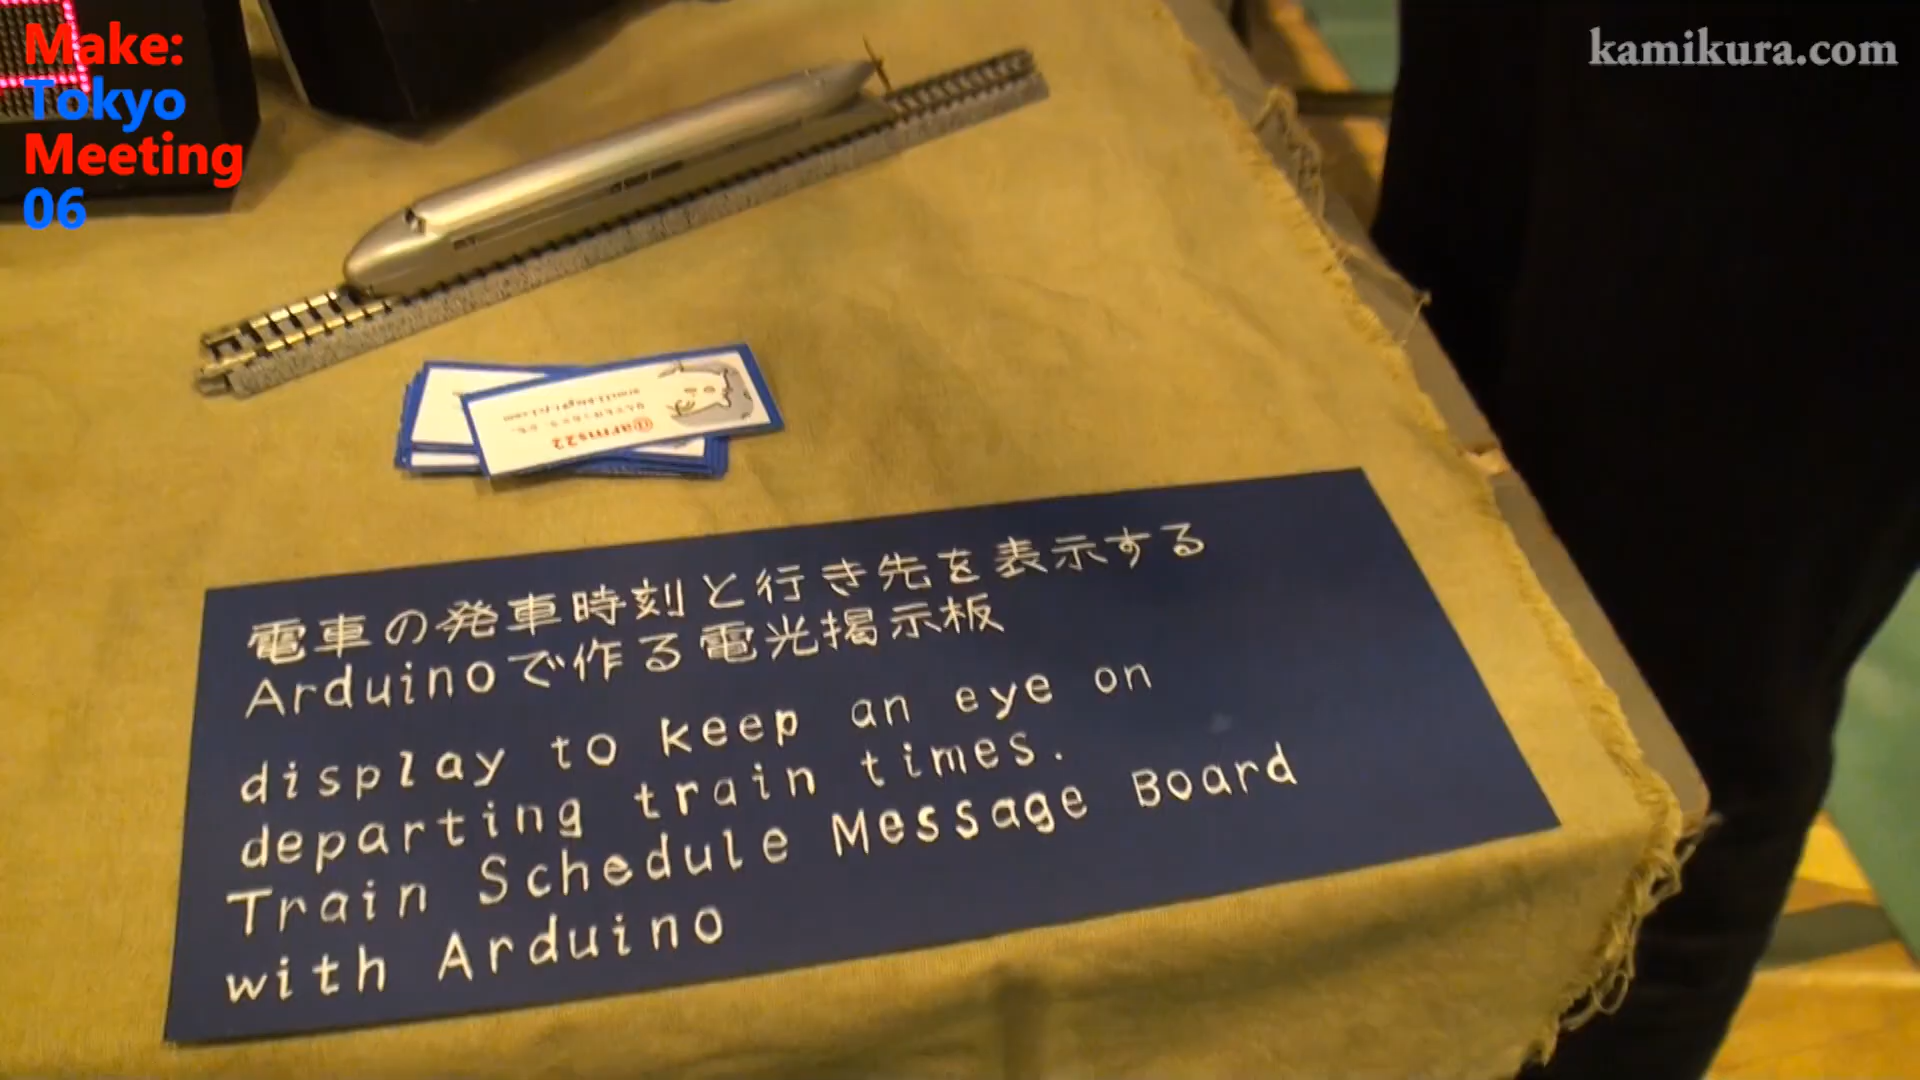 Make:
Tokyo
Meeting
06
kamikura.com
@arms22
電車の発車時刻と行き先を表示する
Arduinoで作る電光掲示板
display to keep an eye on
departing train times.
Train Schedule Message Board
with Arduino